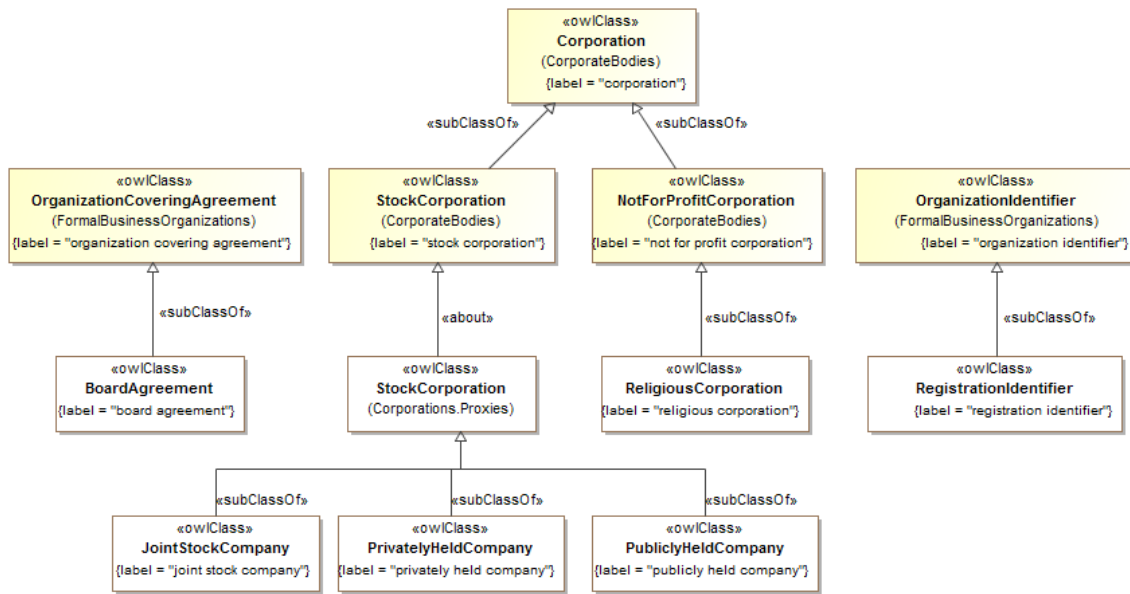 «owlClass»
Corporation
(CorporateBodies)
{label = "corporation"}
«subClassOf»
«subClassOf»
«owlClass»
OrganizationCoveringAgreement
(FormalBusinessOrganizations)
{label = "organization covering agreement"}
«owlClass»
StockCorporation
(CorporateBodies)
{label = "stock corporation"}
«owlClass»
NotForProfitCorporation
(CorporateBodies)
{label = "not for profit corporation"}
«owlClass»
OrganizationIdentifier
(FormalBusinessOrganizations)
{label = "organization identifier"}
«subClassOf»
«about»
«subClassOf»
«subClassOf»
«owlClass»
BoardAgreement
{label = "board agreement"}
«owlClass»
StockCorporation
(Corporations.Proxies)
«owlClass»
ReligiousCorporation
{label = "religious corporation"}
«owlClass»
RegistrationIdentifier
{label = "registration identifier"}
«subClassOf»
«subClassOf»
«subClassOf»
«owlClass»
JointStockCompany
{label = "joint stock company"}
«owlClass»
PrivatelyHeldCompany
{label = "privately held company"}
«owlClass»
PubliclyHeldCompany
{label = "publicly held company"}